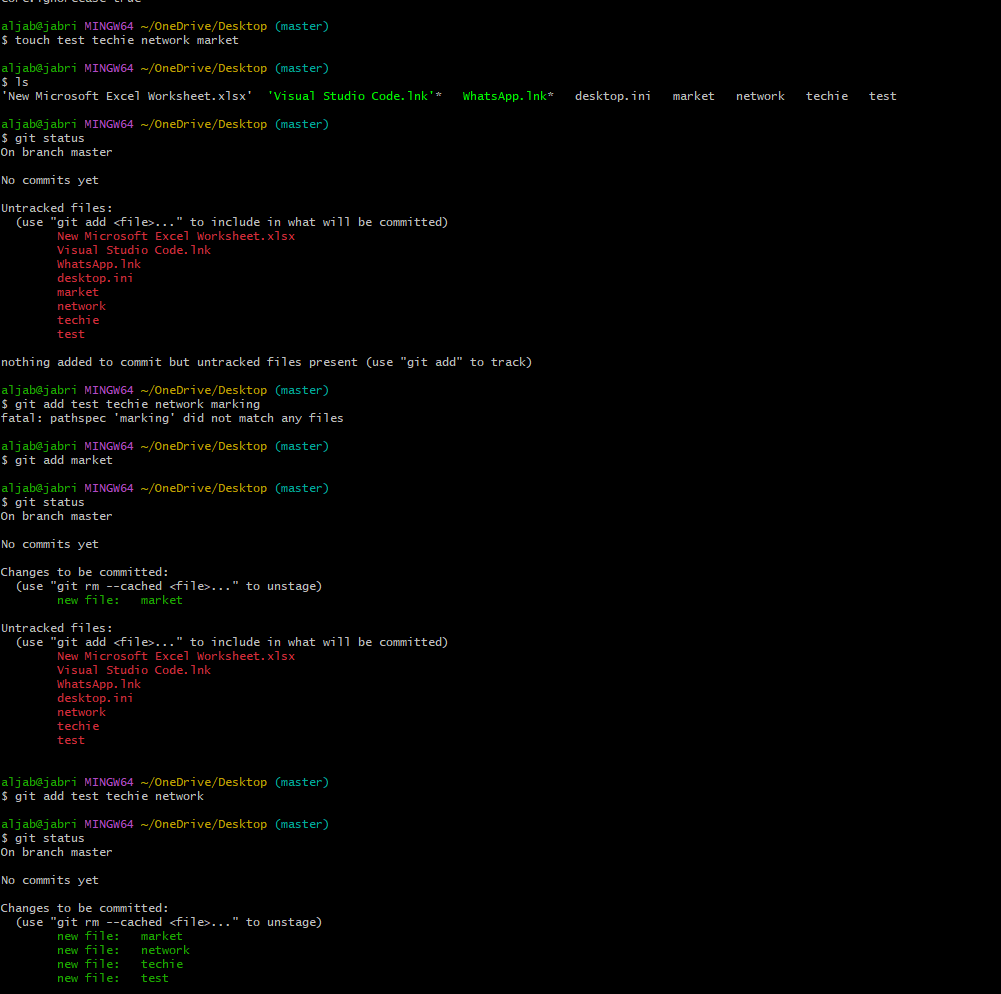 core.ignorecase true
aljab@jabri MINGW64 ~/OneDrive/Desktop (master)
$ touch test techie network market
aljab@jabri MINGW64 ~/OneDrive/Desktop (master)
$ ls
'New Microsoft Excel Worksheet.xlsx'  'Visual Studio Code.lnk'*   WhatsApp.lnk*   desktop.ini   market   network   techie   test
aljab@jabri MINGW64 ~/OneDrive/Desktop (master)
$ git status
On branch master
No commits yet
Untracked files:
  (use "git add <file>..." to include in what will be committed)
        New Microsoft Excel Worksheet.xlsx
        Visual Studio Code.lnk
        WhatsApp.lnk
        desktop.ini
        market
        network
        techie
        test
nothing added to commit but untracked files present (use "git add" to track)
aljab@jabri MINGW64 ~/OneDrive/Desktop (master)
$ git add test techie network marking
fatal: pathspec 'marking' did not match any files
aljab@jabri MINGW64 ~/OneDrive/Desktop (master)
$ git add market
aljab@jabri MINGW64 ~/OneDrive/Desktop (master)
$ git status
On branch master
No commits yet
Changes to be committed:
  (use "git rm --cached <file>..." to unstage)
        new file:   market
Untracked files:
  (use "git add <file>..." to include in what will be committed)
        New Microsoft Excel Worksheet.xlsx
        Visual Studio Code.lnk
        WhatsApp.lnk
        desktop.ini
        network
        techie
        test
aljab@jabri MINGW64 ~/OneDrive/Desktop (master)
$ git add test techie network
aljab@jabri MINGW64 ~/OneDrive/Desktop (master)
$ git status
On branch master
No commits yet
Changes to be committed:
  (use "git rm --cached <file>..." to unstage)
        new file:   market
        new file:   network
        new file:   techie
        new file:   test